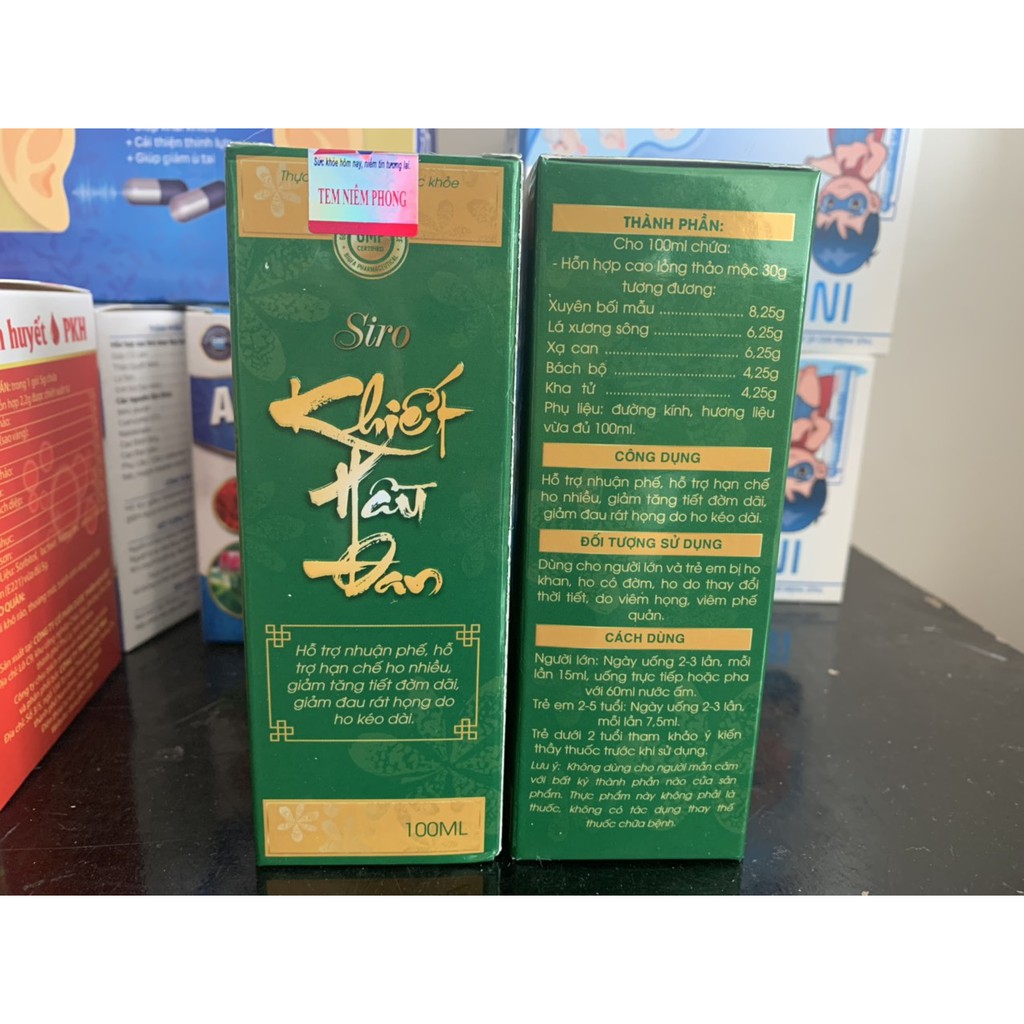 Cải thiện thính lực
Giúp giảm ù tai
huyết PKH
Sức khỏe hôm nay, niềm tin tương lai.
TEM NIÊM PHONG
Thực
khỏe
GMP
CERTIFIED
Siro
Khiết
Hầu
Đan
Hỗ trợ nhuận phế, hỗ
trợ hạn chế ho nhiều,
giảm tăng tiết đờm dãi,
giảm đau rát họng do
ho kéo dài.
100ML
THÀNH PHẦN:
Cho 100ml chứa:
- Hỗn hợp cao lỏng thảo mộc 30g
tương đương:
Xuyên bối mẫu ........................ 8,25g
Lá xương sông ........................ 6,25g
Xạ can ........................ 6,25g
Bách bộ ........................ 4,25g
Kha tử ........................ 4,25g
Phụ liệu: đường kính, hương liệu
vừa đủ 100ml.
CÔNG DỤNG
Hỗ trợ nhuận phế, hỗ trợ hạn chế
ho nhiều, giảm tăng tiết đờm dãi,
giảm đau rát họng do ho kéo dài.
ĐỐI TƯỢNG SỬ DỤNG
Dùng cho người lớn và trẻ em bị ho
khan, ho có đờm, ho do thay đổi
thời tiết, do viêm họng, viêm phế
quản.
CÁCH DÙNG
Người lớn: Ngày uống 2-3 lần, mỗi
lần 15ml, uống trực tiếp hoặc pha
với 60ml nước ấm.
Trẻ em 2-5 tuổi: Ngày uống 2-3 lần,
mỗi lần 7,5ml.
Trẻ dưới 2 tuổi tham khảo ý kiến
thầy thuốc trước khi sử dụng.
Lưu ý: Không dùng cho người mẫn cảm
với bất kỳ thành phần nào của sản
phẩm. Thực phẩm này không phải là
thuốc, không có tác dụng thay thế
thuốc chữa bệnh.
NI